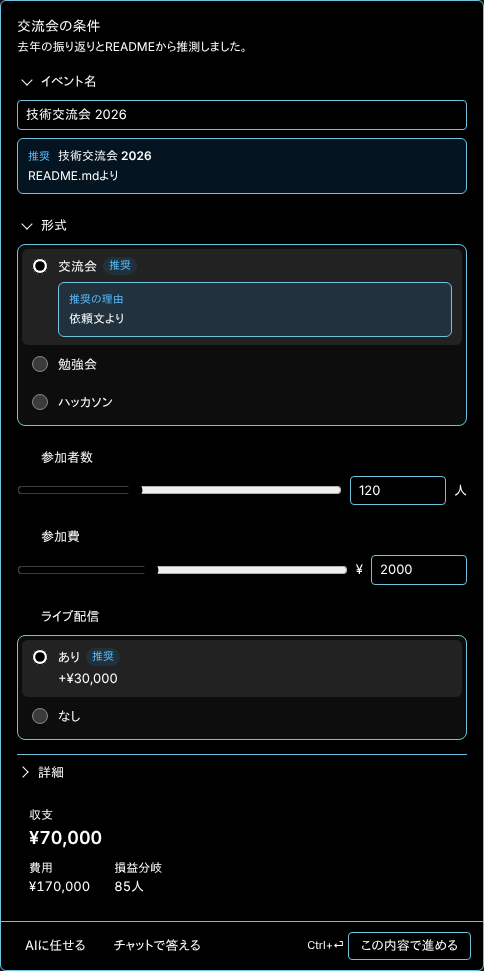 交流会の条件
去年の振り返りとREADMEから推測しました。
イベント名
技術交流会 2026
推奨 技術交流会 2026
README.mdより
形式
交流会 推奨
推奨の理由
依頼文より
勉強会
ハッカソン
参加者数
120 人
参加費
¥ 2000
ライブ配信
あり 推奨
+¥30,000
なし
詳細
収支
¥70,000
費用 損益分岐
¥170,000 85人
AIに任せる チャットで答える Ctrl+⏎ この内容で進める